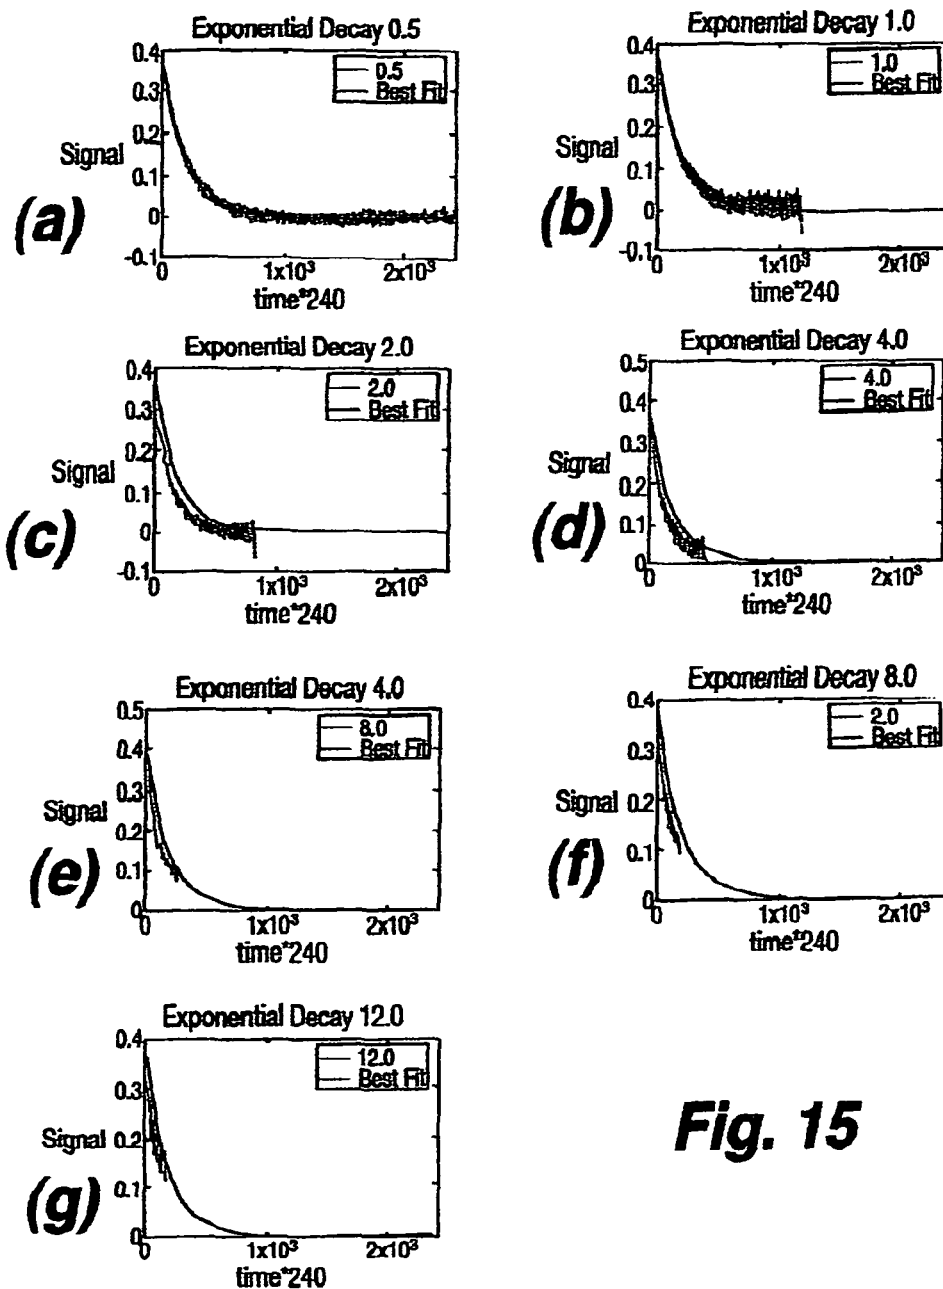 Exponential Decay 0.5
0.4
0.5
Best Fit
0.3
0.2
Signal
0.1
(a)
0
-0.1
0
1x10³
2x10³
time*240
Exponential Decay 1.0
0.4
1.0
Best Fit
0.3
0.2
Signal
0.1
(b)
0
-0.1
0
1x10³
2x10³
time*240
Exponential Decay 2.0
0.4
2.0
Best Fit
0.3
0.2
Signal
0.1
(c)
0
-0.1
0
1x10³
2x10³
time*240
Exponential Decay 4.0
0.5
4.0
Best Fit
0.4
0.3
Signal
0.2
0.1
(d)
0
0
1x10³
2x10³
time*240
Exponential Decay 4.0
0.5
8.0
Best Fit
0.4
0.3
Signal
0.2
0.1
(e)
0
0
1x10³
2x10³
time*240
Exponential Decay 8.0
0.4
2.0
Best Fit
0.3
Signal
0.2
0.1
(f)
0
0
1x10³
2x10³
time*240
Exponential Decay 12.0
0.4
12.0
Best Fit
0.3
Signal
0.2
0.1
(g)
0
0
1x10³
2x10³
time*240
Fig. 15